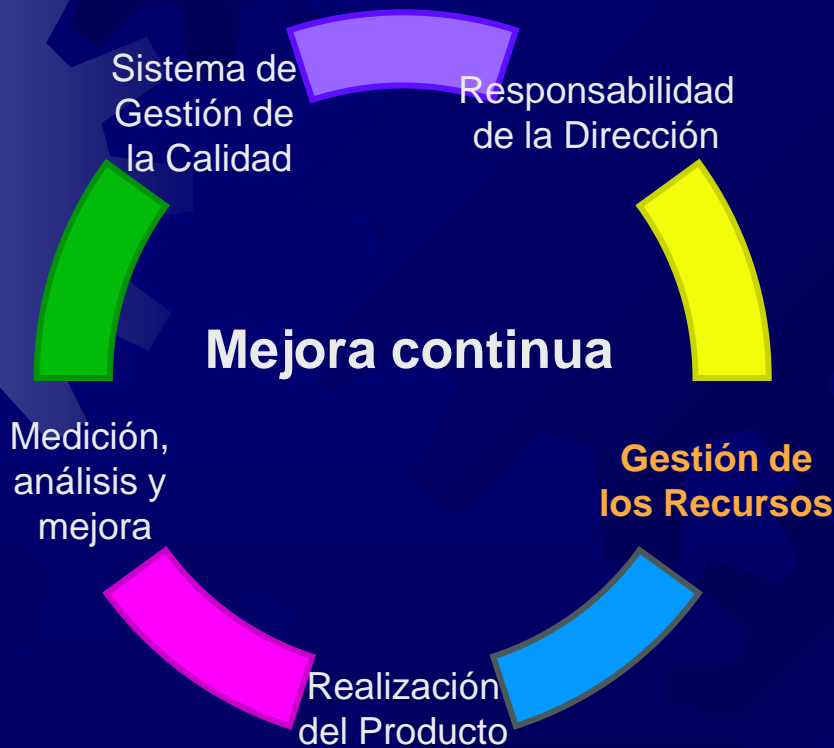 Sistema de
Gestión de
la Calidad
Responsabilidad
de la Dirección
Mejora continua
Medición,
análisis y
mejora
Gestión de
los Recursos
Realización
del Producto